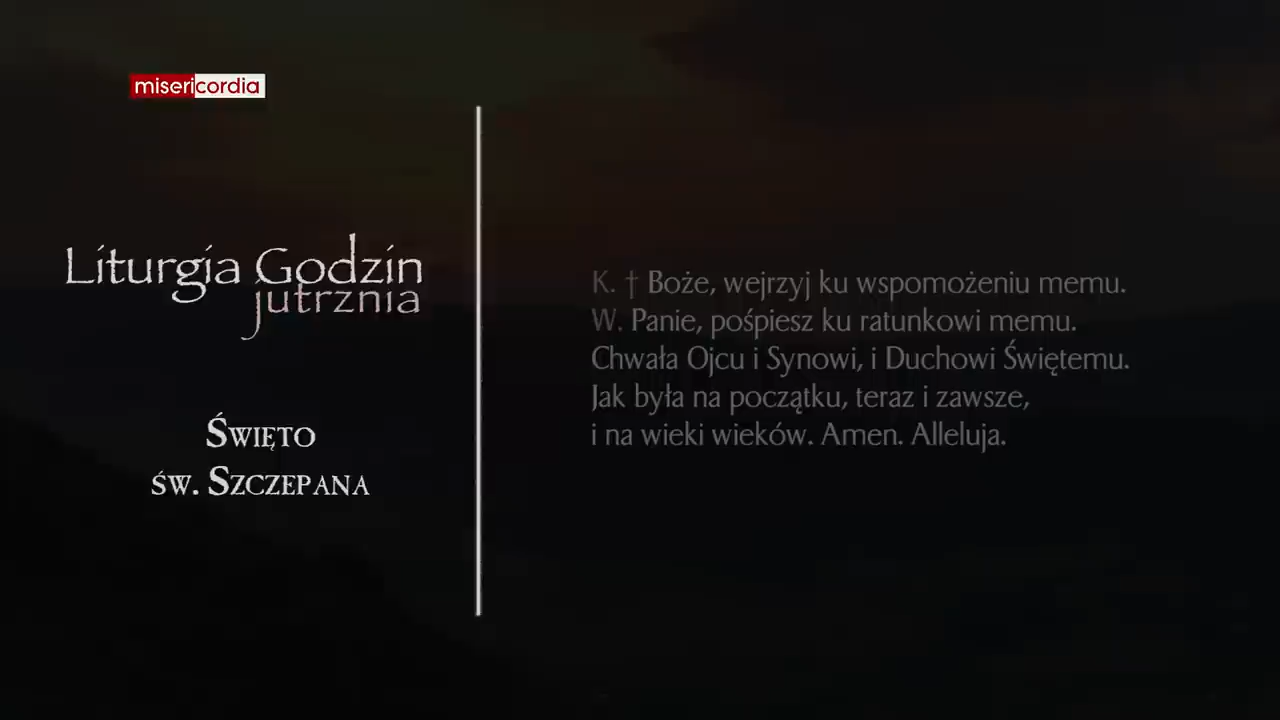 misericordia
Liturgia Godzin
jutrznia
Święto
św. Szczepana
K. † Boże, wejrzyj ku wspomożeniu memu.
W. Panie, pośpiesz ku ratunkowi memu.
Chwała Ojcu i Synowi, i Duchowi Świętemu.
Jak była na początku, teraz i zawsze,
i na wieki wieków. Amen. Alleluja.